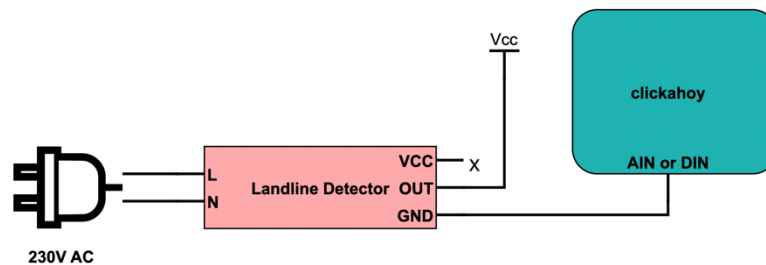 Vcc
clickahoy
AIN or DIN
VCC
X
L
Landline Detector
OUT
N
GND
230V AC